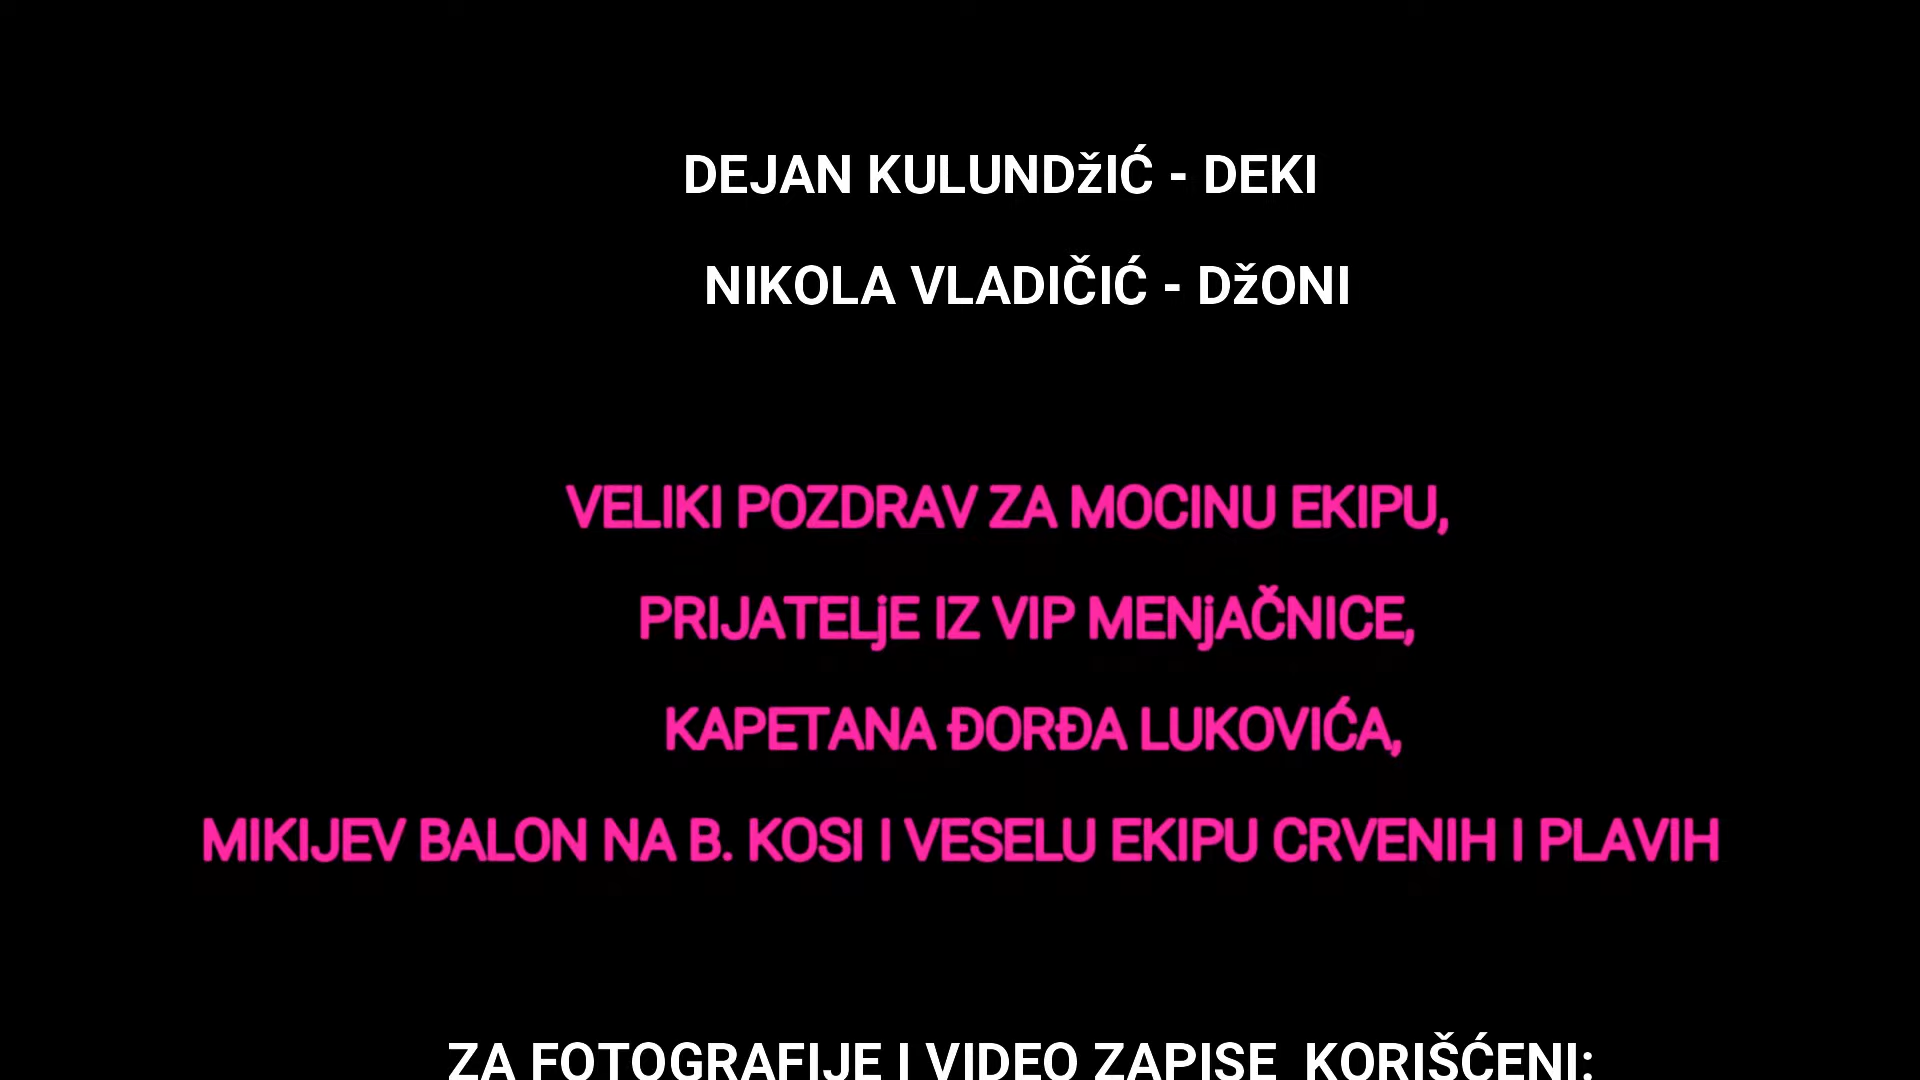 DEJAN KULUNDžIĆ - DEKI
NIKOLA VLADIČIĆ - DžONI
VELIKI POZDRAV ZA MOCINU EKIPU,
PRIJATELjE IZ VIP MENjAČNICE,
KAPETANA ĐORĐA LUKOVIĆA,
MIKIJEV BALON NA B. KOSI I VESELU EKIPU CRVENIH I PLAVIH
ZA FOTOGRAFIJE I VIDEO ZAPISE KORIŠĆENI: